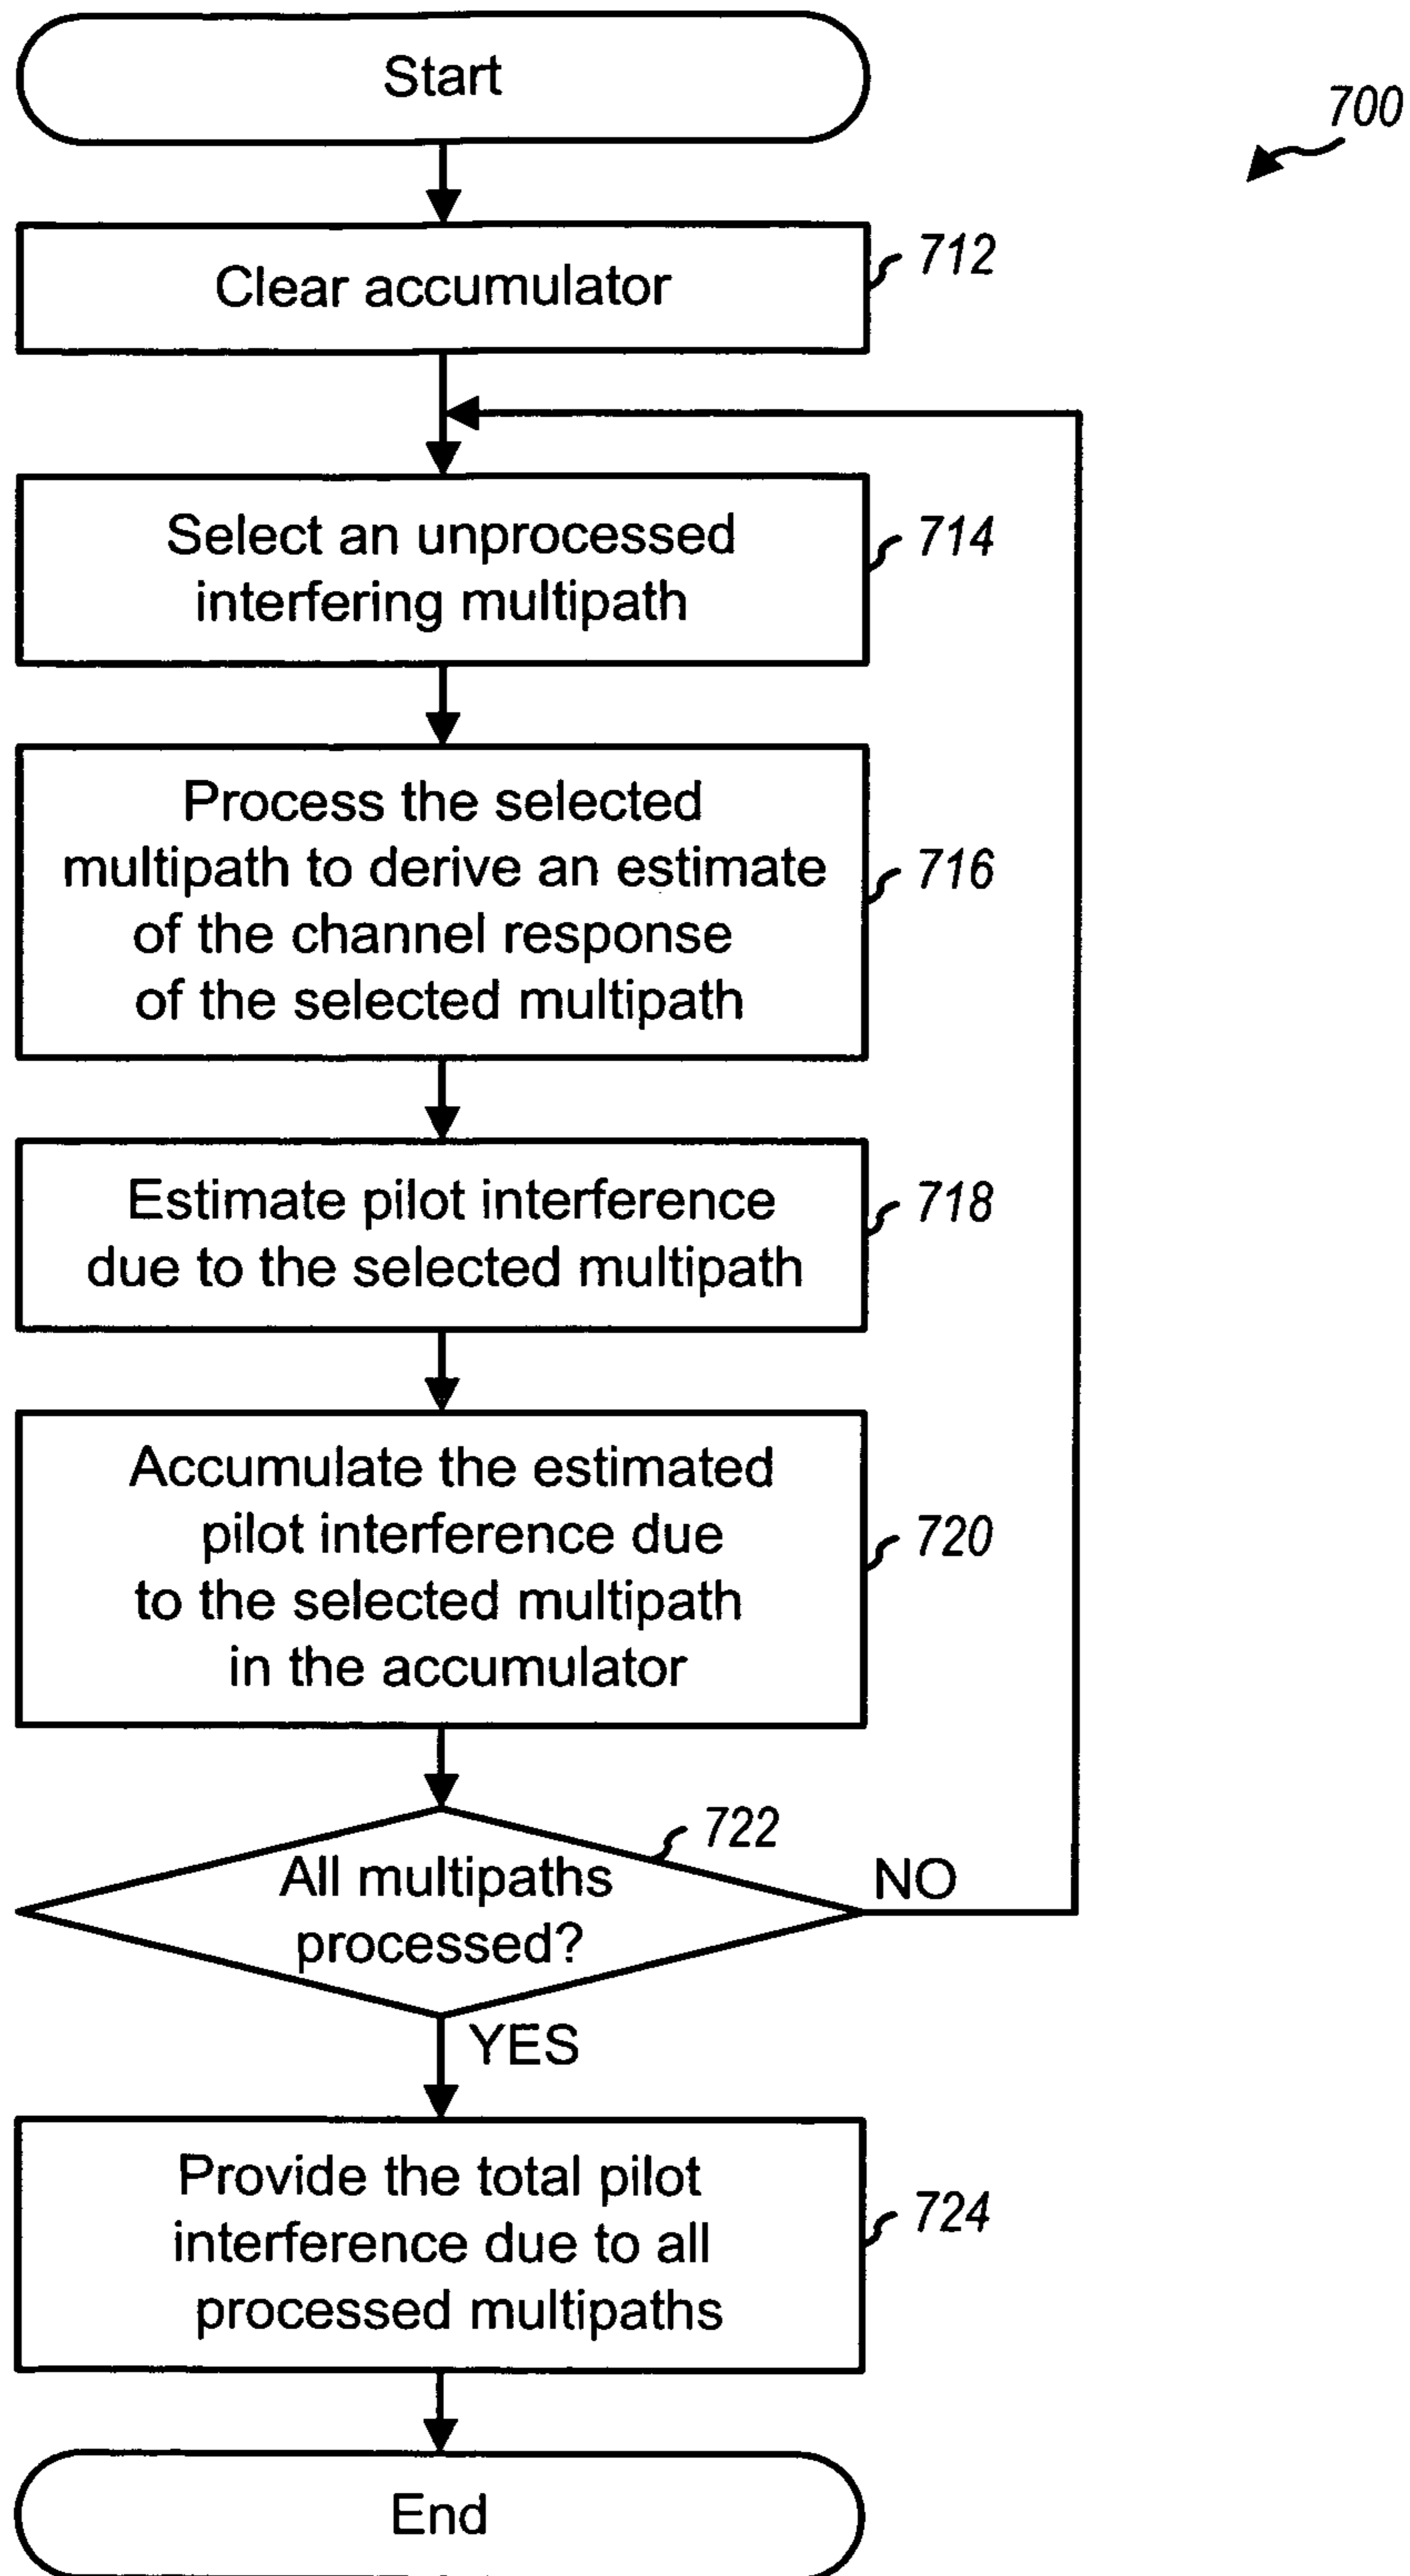 Start
700
Clear accumulator
712
Select an unprocessed
interfering multipath
714
Process the selected
multipath to derive an estimate
of the channel response
of the selected multipath
716
Estimate pilot interference
due to the selected multipath
718
Accumulate the estimated
pilot interference due
to the selected multipath
in the accumulator
720
722
All multipaths
processed?
NO
YES
Provide the total pilot
interference due to all
processed multipaths
724
End